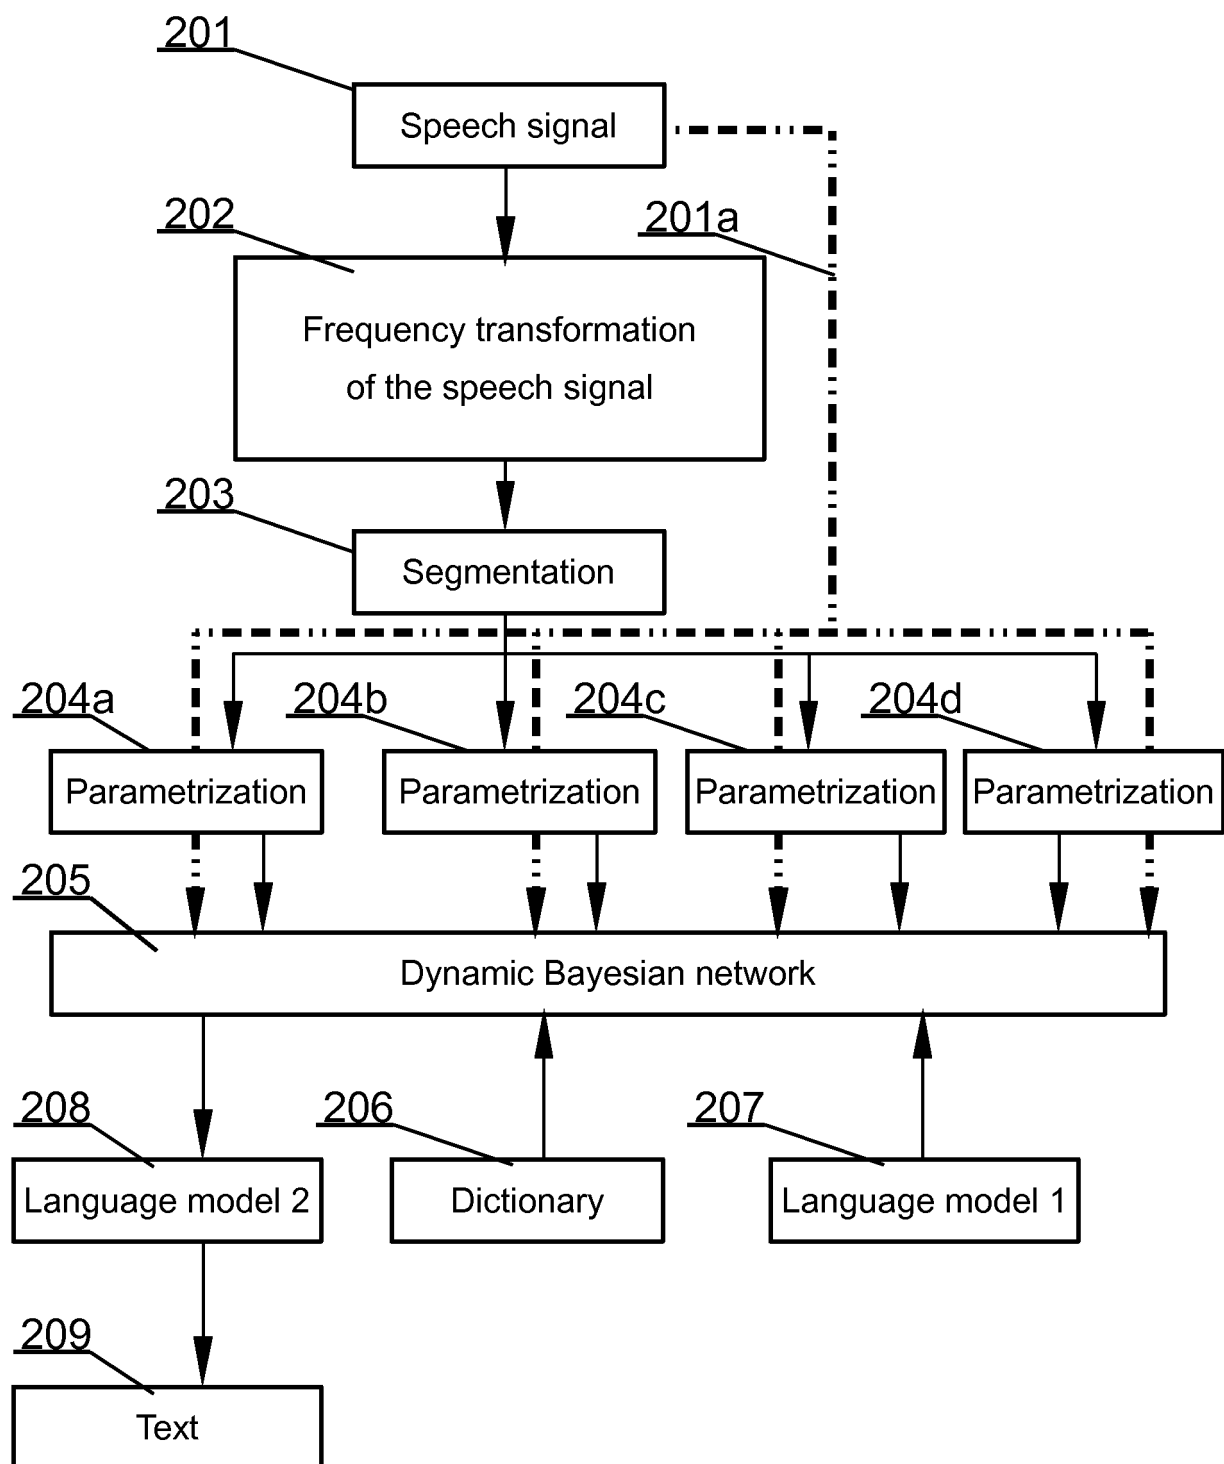 201
Speech signal
202
201a
Frequency transformation
of the speech signal
203
Segmentation
204a
204b
204c
204d
Parametrization
Parametrization
Parametrization
Parametrization
205
Dynamic Bayesian network
208
206
207
Language model 2
Dictionary
Language model 1
209
Text